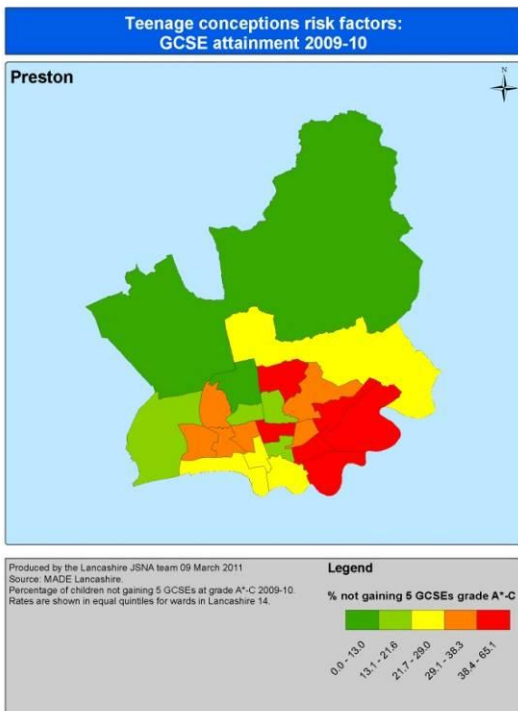 Teenage conceptions risk factors:
GCSE attainment 2009-10
Preston
N
Produced by the Lancashire JSNA team 09 March 2011
Source: MADE Lancashire.
Percentage of children not gaining 5 GCSEs at grade A*-C 2009-10.
Rates are shown in equal quintiles for wards in Lancashire 14.
Legend
% not gaining 5 GCSEs grade A*-C
0.0 - 13.0
13.1 - 21.6
21.7 - 29.0
29.1 - 38.3
38.4 - 65.1